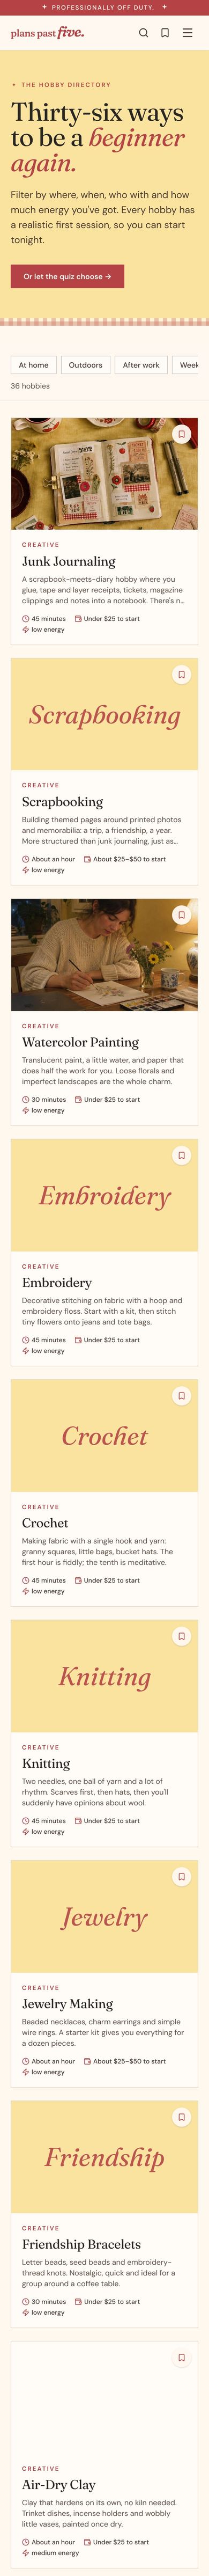 PROFESSIONALLY OFF DUTY.
plans past five.
THE HOBBY DIRECTORY
Thirty-six ways
to be a beginner
again.
Filter by where, when, who with and how
much energy you've got. Every hobby has
a realistic first session, so you can start
tonight.
Or let the quiz choose →
At home
Outdoors
After work
Week
36 hobbies
CREATIVE
Junk Journaling
A scrapbook-meets-diary hobby where you
glue, tape and layer receipts, tickets, magazine
clippings and ones into a notebook. There's n...
45 minutes Under $25 to start
low energy
Scrapbooking
CREATIVE
Scrapbooking
Building themed pages around printed photos
and memorabilia: a trip, a friendship, a year.
More structured than junk journaling, just as...
About an hour About $25–$50 to start
low energy
CREATIVE
Watercolor Painting
Translucent paint, a little water, and paper that
does half the work for you. Loose florals and
imperfect landscapes are the whole charm.
30 minutes Under $25 to start
low energy
Embroidery
CREATIVE
Embroidery
Decorative stitching on fabric with a hoop and
embroidery floss. Start with a kit, then stitch
tiny flowers onto jeans and tote bags.
45 minutes Under $25 to start
low energy
Crochet
CREATIVE
Crochet
Making fabric with a single hook and yarn:
granny squares, little bags, bucket hats. The
first hour is fiddly; the tenth is meditative.
45 minutes Under $25 to start
low energy
Knitting
CREATIVE
Knitting
Two needles, one ball of yarn and a lot of
rhythm. Scarves first, then hats, then you'll
suddenly have opinions about wool.
45 minutes Under $25 to start
low energy
Jewelry
CREATIVE
Jewelry Making
Beaded necklaces, charm earrings and simple
wire rings. A starter kit gives you everything for
a dozen pieces.
About an hour About $25–$50 to start
low energy
Friendship
CREATIVE
Friendship Bracelets
Letter beads, seed beads and embroidery-
thread knots. Nostalgic, quick and ideal for a
group around a coffee table.
30 minutes Under $25 to start
low energy
CREATIVE
Air-Dry Clay
Clay that hardens on its own, no kiln needed.
Trinket dishes, incense holders and wobbly
little vases, painted once dry.
About an hour Under $25 to start
medium energy